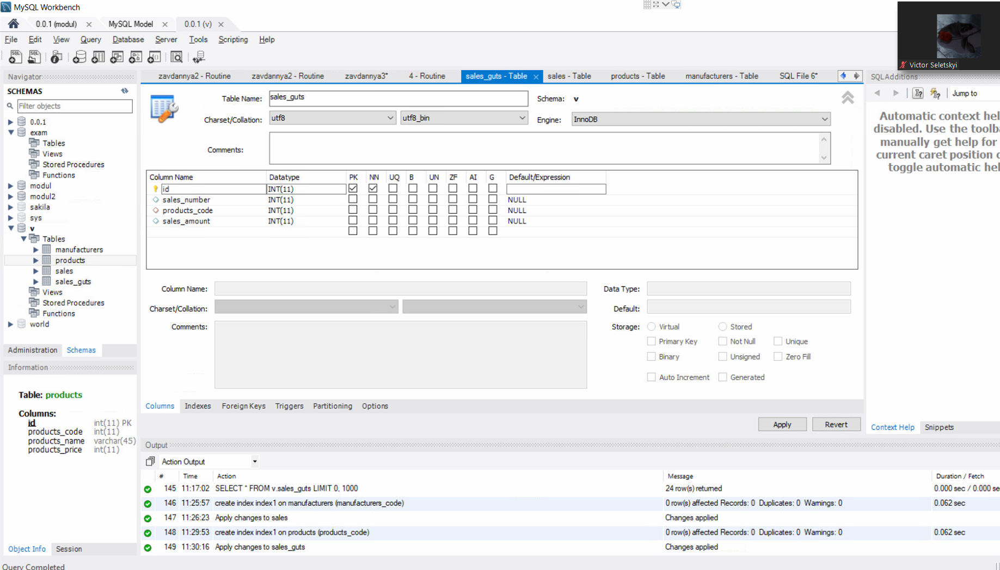 MySQL Workbench
0.0.1 (modul)
MySQL Model
0.0.1 (v)
File Edit View Query Database Server Tools Scripting Help
Victor Seletskyi
Navigator
SCHEMAS
Filter objects
0.0.1
exam
Tables
Views
Stored Procedures
Functions
modul
modul2
sakila
sys
v
Tables
manufacturers
products
sales
sales_guts
Views
Stored Procedures
Functions
world
Administration Schemas
Information
Table: products
Columns:
id int(11) PK
products_code int(11)
products_name varchar(45)
products_price int(11)
Object Info Session
Query Completed
zavdannya2 - Routine zavdannya2 - Routine zavdannya3* 4 - Routine sales_guts - Table sales - Table products - Table manufacturers - Table SQL File 6*
Table Name: sales_guts Schema: v
Charset/Collation: utf8 utf8_bin Engine: InnoDB
Comments:
Column Name Datatype PK NN UQ B UN ZF AI G Default/Expression
id INT(11)
sales_number INT(11) NULL
products_code INT(11) NULL
sales_amount INT(11) NULL
Column Name: Data Type:
Charset/Collation: Default:
Comments: Storage: Virtual Stored
Primary Key Not Null Unique
Binary Unsigned Zero Fill
Auto Increment Generated
Columns Indexes Foreign Keys Triggers Partitioning Options
Apply Revert
Output
Action Output
# Time Action Message Duration / Fetch
145 11:17:02 SELECT * FROM v.sales_guts LIMIT 0, 1000 24 row(s) returned 0.000 sec / 0.000 se
146 11:25:57 create index index1 on manufacturers (manufacturers_code) 0 row(s) affected Records: 0 Duplicates: 0 Warnings: 0 0.062 sec
147 11:26:23 Apply changes to sales Changes applied
148 11:29:53 create index index1 on products (products_code) 0 row(s) affected Records: 0 Duplicates: 0 Warnings: 0 0.062 sec
149 11:30:16 Apply changes to sales_guts Changes applied
SQLAdditions
Jump to
Automatic context hel
disabled. Use the toolba
manually get help for
current caret position o
toggle automatic hel
Context Help Snippets